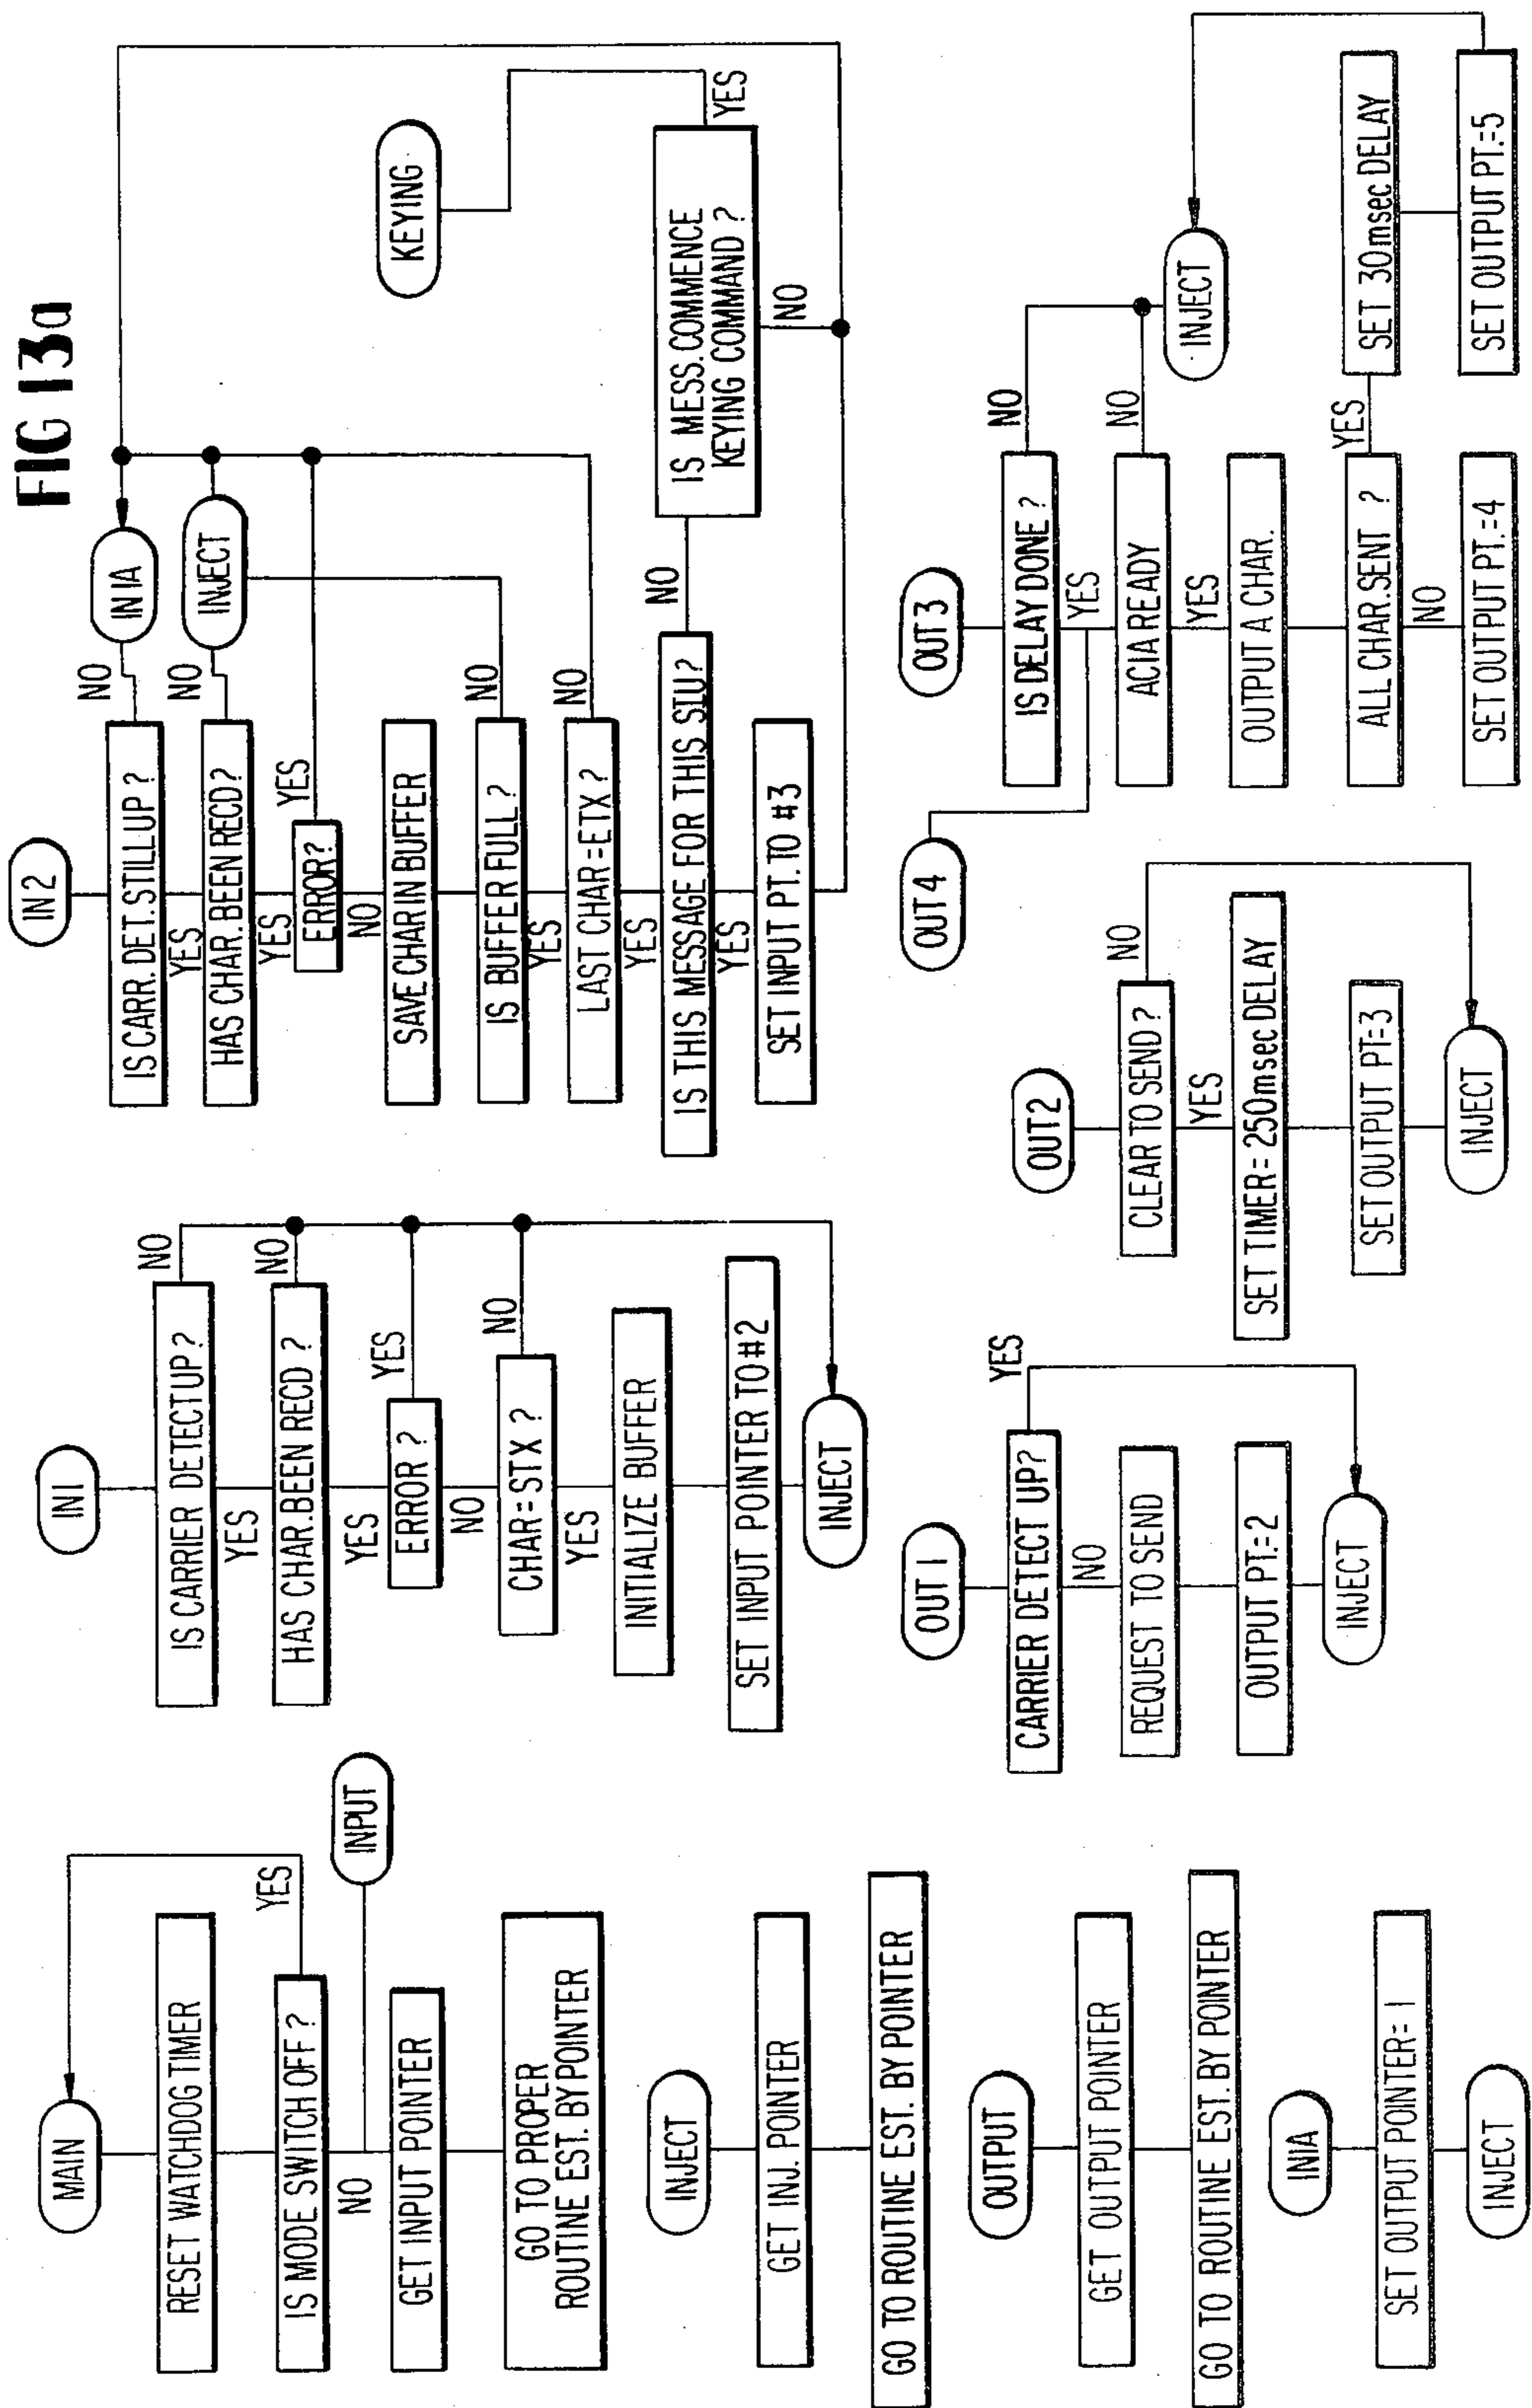 FIG 13a
MAIN
RESET WATCHDOG TIMER
IS MODE SWITCH OFF ?
YES
NO
INPUT
GET INPUT POINTER
GO TO PROPER
ROUTINE EST. BY POINTER
INJECT
GET INJ. POINTER
GO TO ROUTINE EST. BY POINTER
OUTPUT
GET OUTPUT POINTER
GO TO ROUTINE EST. BY POINTER
INIA
SET OUTPUT POINTER = 1
INJECT
IN1
IS CARRIER DETECT UP ?
NO
YES
HAS CHAR. BEEN RECD ?
NO
YES
ERROR ?
YES
NO
CHAR = STX ?
NO
YES
INITIALIZE BUFFER
SET INPUT POINTER TO #2
INJECT
IN 2
IS CARR. DET. STILL UP ?
NO
IN IA
YES
HAS CHAR. BEEN RECD?
NO
INJECT
YES
ERROR?
YES
NO
SAVE CHAR IN BUFFER
IS BUFFER FULL ?
NO
YES
LAST CHAR = ETX ?
NO
YES
IS THIS MESSAGE FOR THIS SIU?
NO
YES
SET INPUT PT. TO #3
IS MESS. COMMENCE
KEYING COMMAND ?
YES
NO
KEYING
OUT 1
CARRIER DETECT UP?
YES
NO
REQUEST TO SEND
OUTPUT PT.=2
INJECT
OUT2
CLEAR TO SEND ?
NO
YES
SET TIMER = 250msec DELAY
SET OUTPUT PT=3
INJECT
OUT 3
OUT 4
IS DELAY DONE ?
NO
YES
ACIA READY
NO
YES
INJECT
OUTPUT A CHAR.
ALL CHAR. SENT ?
YES
NO
SET OUTPUT PT.=4
SET 30msec DELAY
SET OUTPUT PT.=5